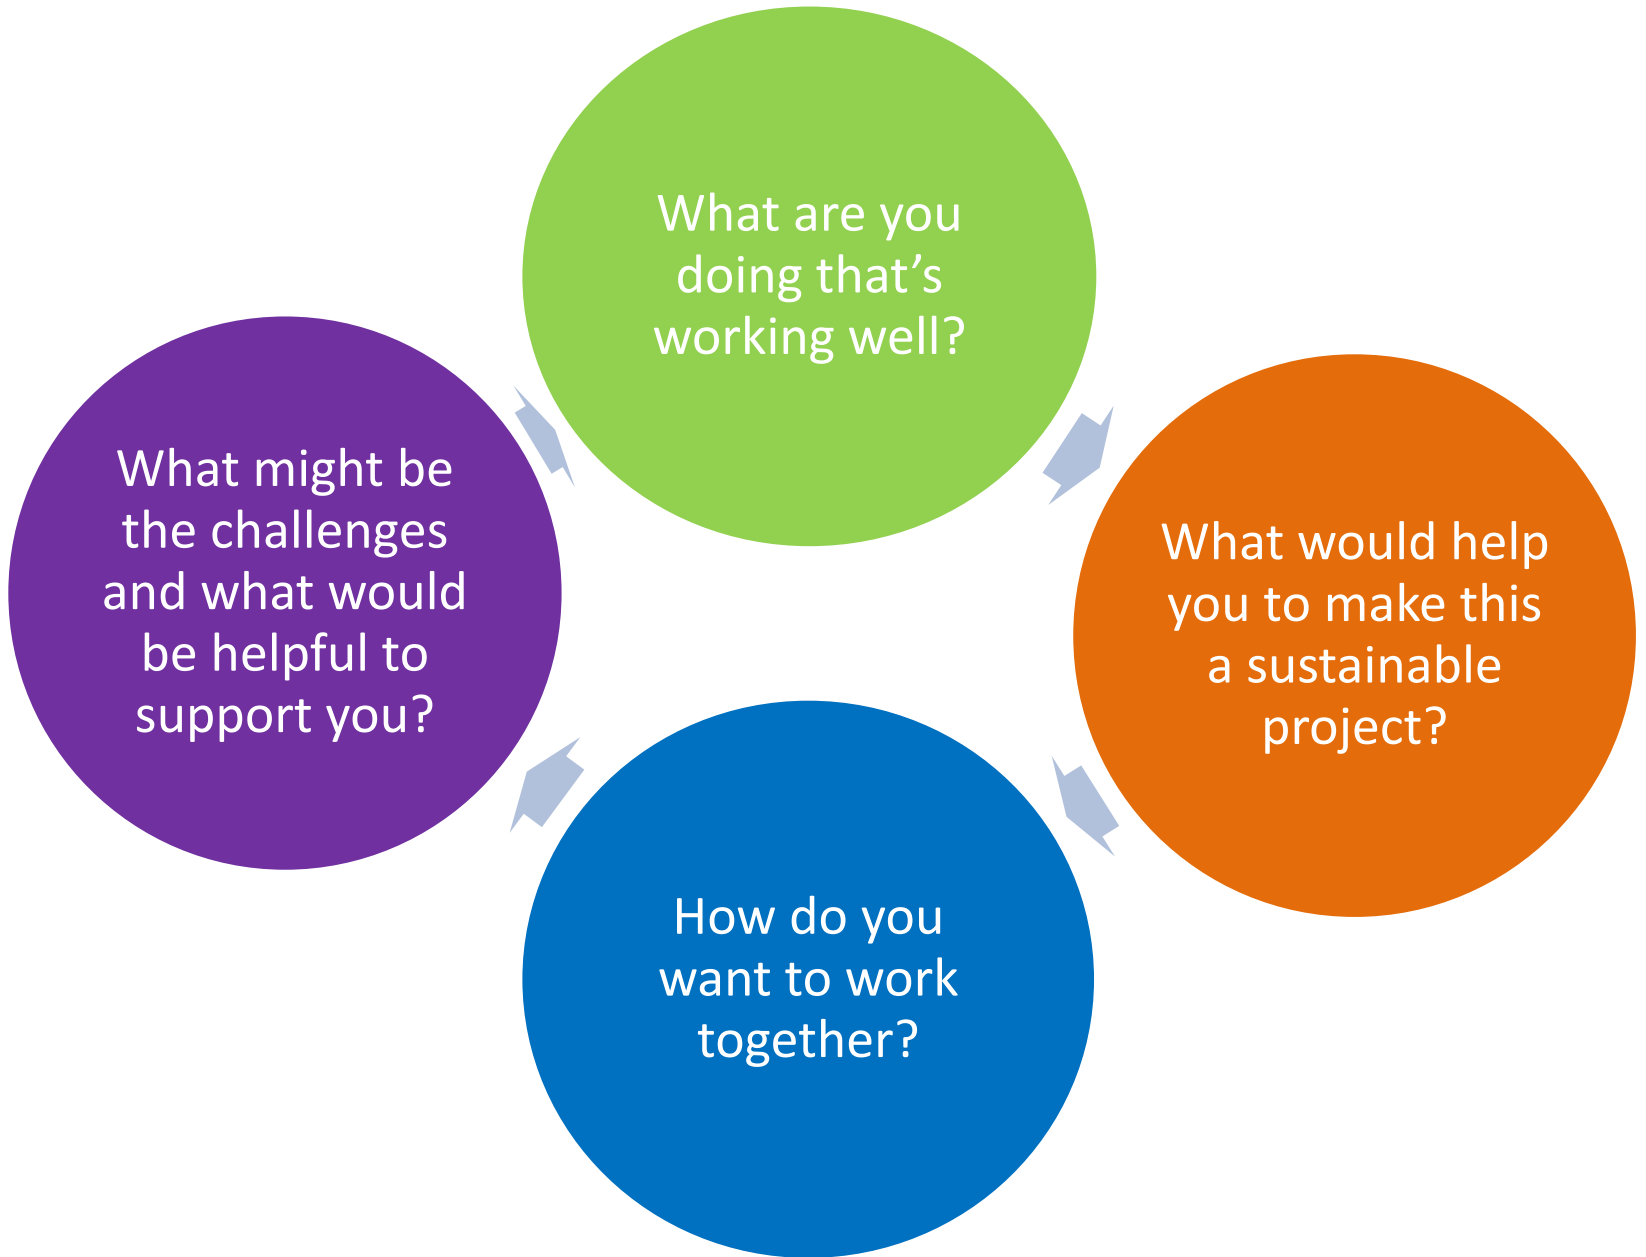 What are you
doing that’s
working well?
What would help
you to make this
a sustainable
project?
How do you
want to work
together?
What might be
the challenges
and what would
be helpful to
support you?